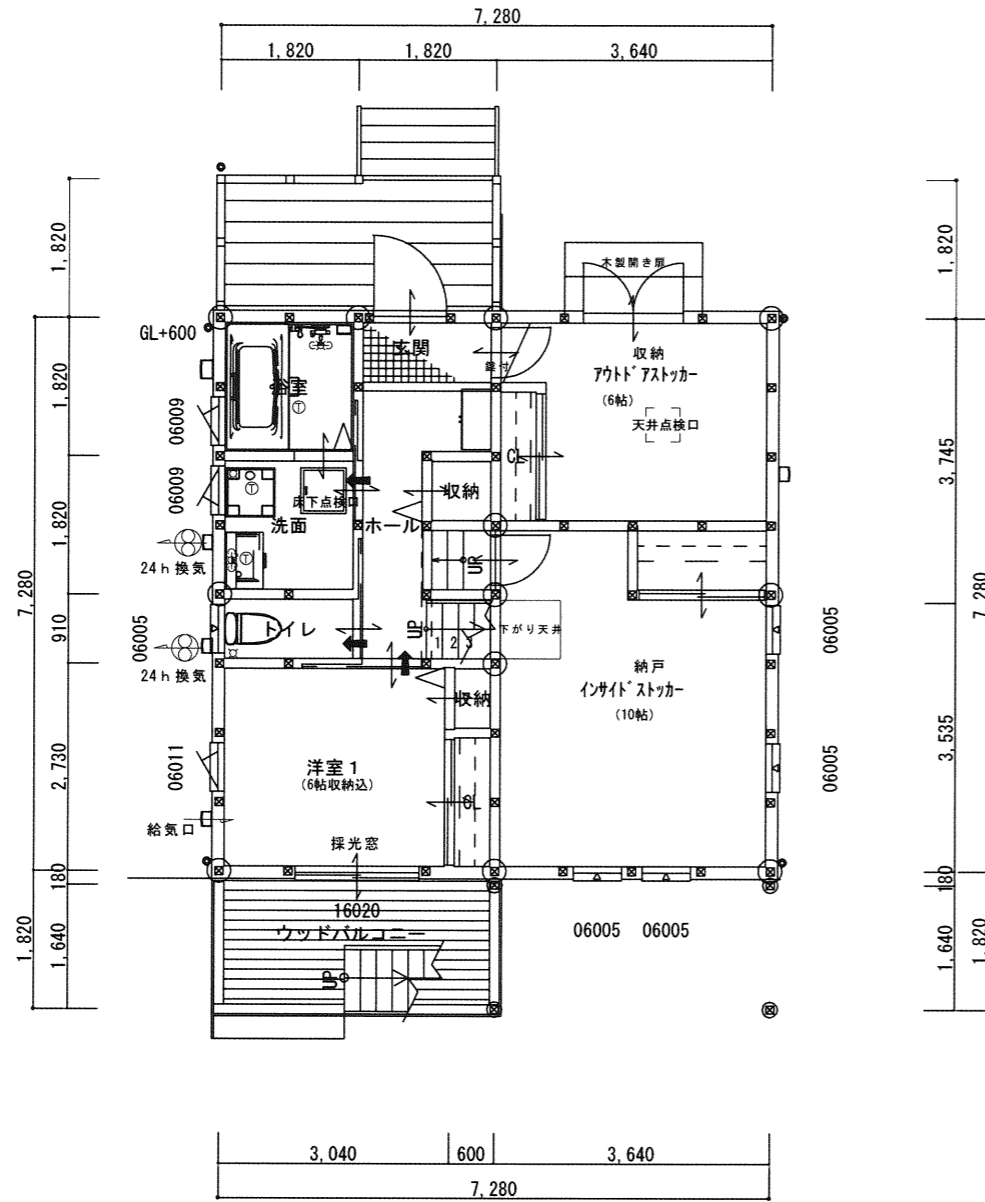 7,280
1,820
1,820
3,640
1,820
1,820
木製開き扉
GL+600
玄関
錠付
収納
アウトドアストッカー
(6帖)
天井点検口
浴室
06009
06009
1,820
1,820
3,745
CL
収納
床下点検口
洗面
ホール
24h換気
UR
7,280
7,280
910
06005
トイレ
UP
1 2 3
下がり天井
06005
24h換気
納戸
インサイドストッカー
(10帖)
収納
2,730
06011
洋室1
(6帖収納込)
CL
3,535
06005
給気口
採光窓
180
180
16020
ウッドバルコニー
06005
06005
1,820
1,640
1,640
1,820
UP
3,040
600
3,640
7,280